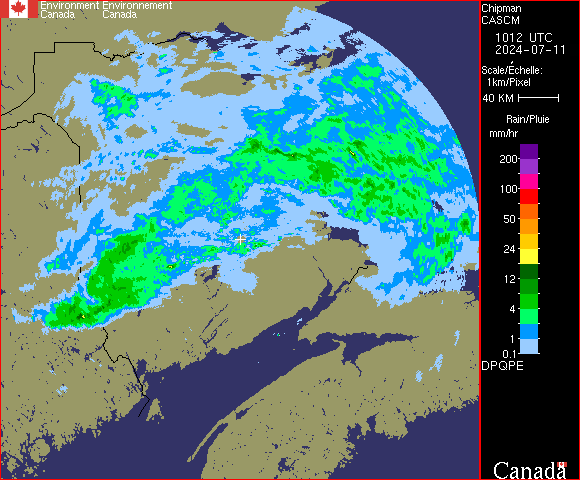 Environment Environnement
Canada Canada
Chipman
CASCM
1012 UTC
2024-07-11
Scale/Échelle:
1km/Pixel
40 KM
Rain/Pluie
mm/hr
200
100
50
24
12
4
1
0.1
DPQPE
Canada